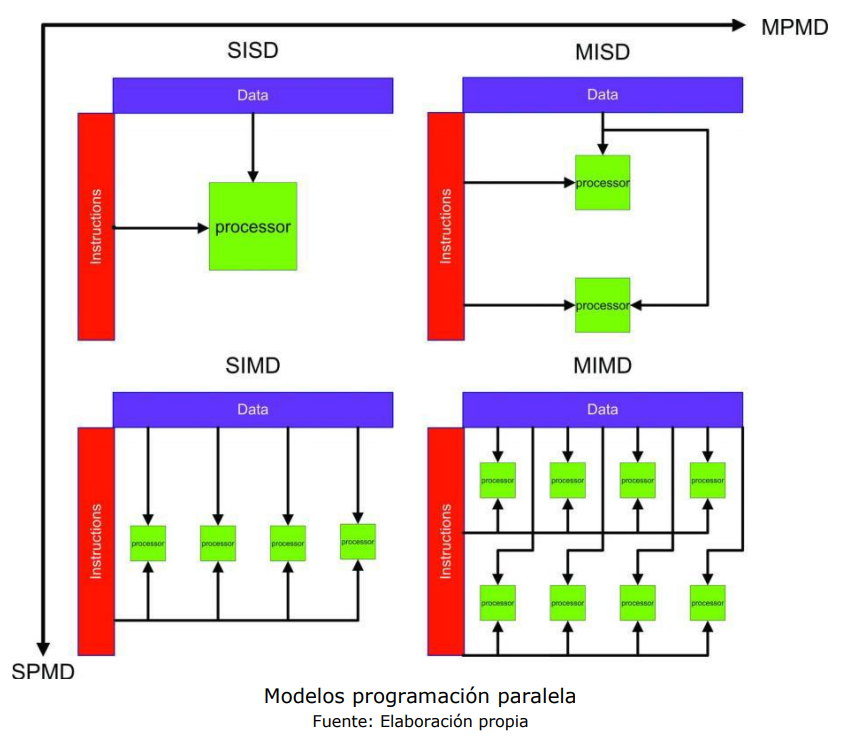 MPMD
SISD
MISD
Data
Data
Instructions
processor
Instructions
processor
processor
SIMD
MIMD
Data
Data
Instructions
processor
processor
processor
processor
Instructions
processor
processor
processor
processor
processor
processor
processor
processor
SPMD
Modelos programación paralela
Fuente: Elaboración propia